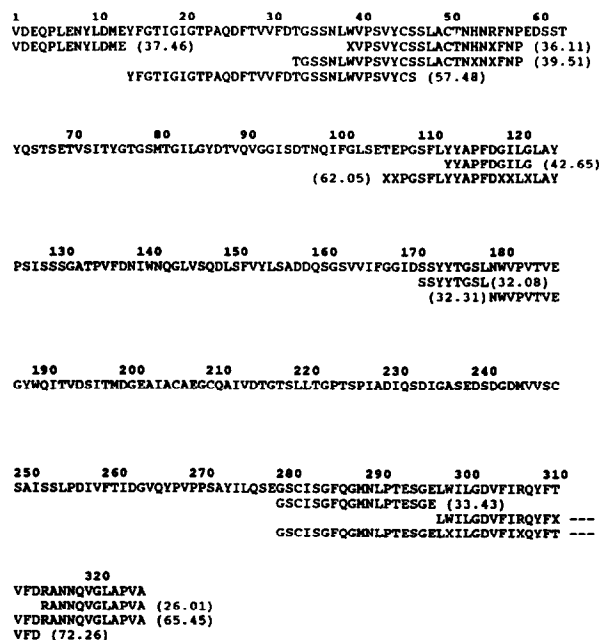 1 10 20 30 40 50 60
VDEQPLENYLDMEYFGTIGIGTPAQDFTVVFDTGSSNLWVPSVYCSSLACTNHNRFNPEDSST
VDEQPLENYLDME (37.46) XVPSVYCSSLACTNHNXFNP (36.11)
TGSSNLWVPSVYCSSLACTNXNXFNP (39.51)
YFGTIGIGTPAQDFTVVFDTGSSNLWVPSVYCS (57.48)
70 80 90 100 110 120
YQSTSETVSITYGTGSMTGILGYDTVQVGGISDTNQIFGLSETEPGSFLYYAPFDGILGLAY
YYAPFDGILG (42.65)
(62.05) XXPGSFLYYAPFDXXLXLAY
130 140 150 160 170 180
PSISSSGATPVFDNIWNQGLVSQDLSFVYLSADDQSGSVVIFGGIDSSYYTGSLNWVPVTVE
SSYYTGSL(32.08)
(32.31)NWVPVTVE
190 200 210 220 230 240
GYWQITVDSITMDGEAIACAEGCQAIVDTGTSLLTGPTSPIADIQSDIGASEDSDGDMVVSC
250 260 270 280 290 300 310
SAISSLPDIVFTIDGVQYPVPPSAYILQSEGSCISGFQGMNLPTESGELWILGDVFIRQYFT
GSCISGFQGMNLPTESGE (33.43)
LWILGDVFIRQYFX ---
GSCISGFQGMNLPTESGELXILGDVFIXQYFT ---
320
VFDRANNQVGLAPVA
RANNQVGLAPVA (26.01)
VFDRANNQVGLAPVA (65.45)
VFD (72.26)